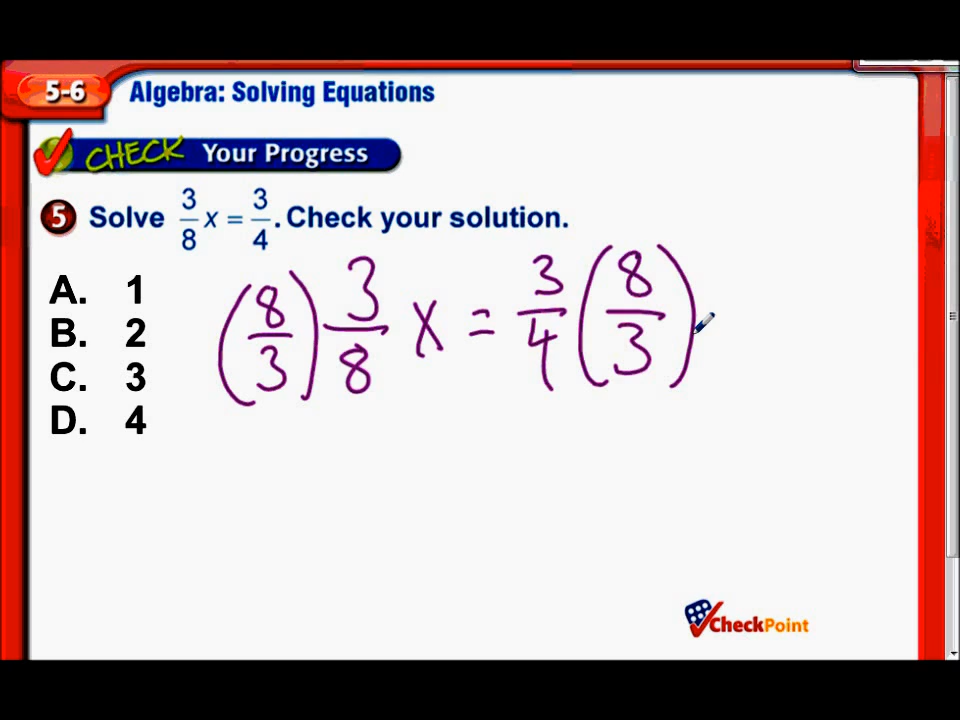 5-6 Algebra: Solving Equations
CHECK Your Progress
5 Solve 3/8 x = 3/4. Check your solution.
A. 1
B. 2
C. 3
D. 4
(8/3) 3/8 x = 3/4 (8/3)
CheckPoint